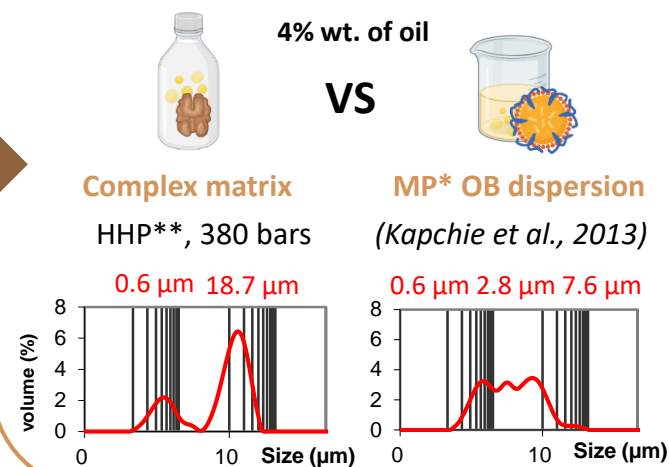 4% wt. of oil
VS
Complex matrix
MP* OB dispersion
HHP**, 380 bars
(Kapchie et al., 2013)
0.6 µm 18.7 µm
0.6 µm 2.8 µm 7.6 µm
volume (%)
8
6
4
2
0
0
10
Size (µm)
8
6
4
2
0
0
10
Size (µm)